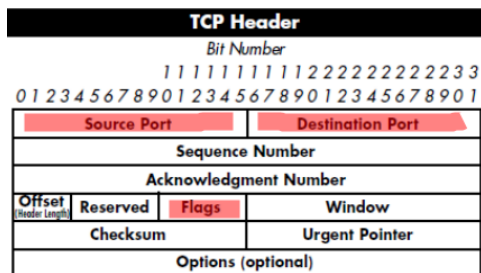 TCP Header
Bit Number
1 1 1 1 1 1 1 1 1 1 2 2 2 2 2 2 2 2 2 2 3 3
0 1 2 3 4 5 6 7 8 9 0 1 2 3 4 5 6 7 8 9 0 1 2 3 4 5 6 7 8 9 0 1
Source Port Destination Port
Sequence Number
Acknowledgment Number
Offset (Header Length) Reserved Flags Window
Checksum Urgent Pointer
Options (optional)